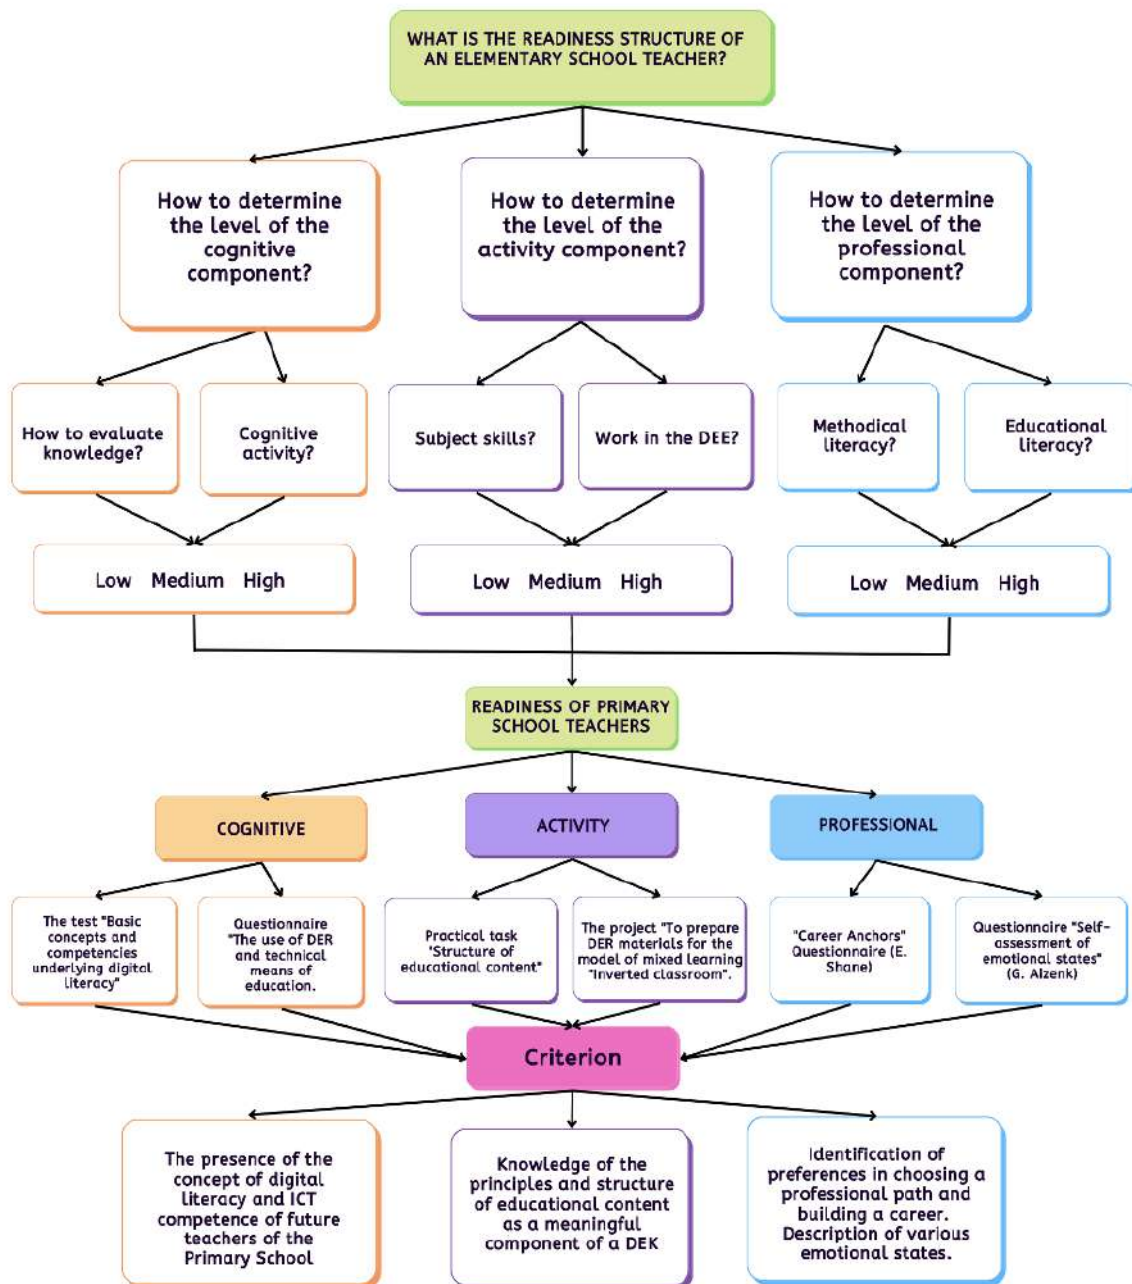 WHAT IS THE READINESS STRUCTURE OF
AN ELEMENTARY SCHOOL TEACHER?
How to determine
the level of the
cognitive
component?
How to determine
the level of the
activity component?
How to determine
the level of the
professional
component?
How to evaluate
knowledge?
Cognitive
activity?
Subject skills?
Work in the DEE?
Methodical
literacy?
Educational
literacy?
Low Medium High
Low Medium High
Low Medium High
READINESS OF PRIMARY
SCHOOL TEACHERS
COGNITIVE
ACTIVITY
PROFESSIONAL
The test "Basic
concepts and
competencies
underlying digital
literacy"
Questionnaire
"The use of DER
and technical
means of
education.
Practical task
"Structure of
educational content"
The project "To prepare
DER materials for the
model of mixed learning
"Inverted classroom".
"Career Anchors"
Questionnaire (E.
Shane)
Questionnaire "Self-
assessment of
emotional states"
(G. Alzenk)
Criterion
The presence of the
concept of digital
literacy and ICT
competence of future
teachers of the
Primary School
Knowledge of the
principles and structure
of educational content
as a meaningful
component of a DEK
Identification of
preferences in choosing a
professional path and
building a career.
Description of various
emotional states.